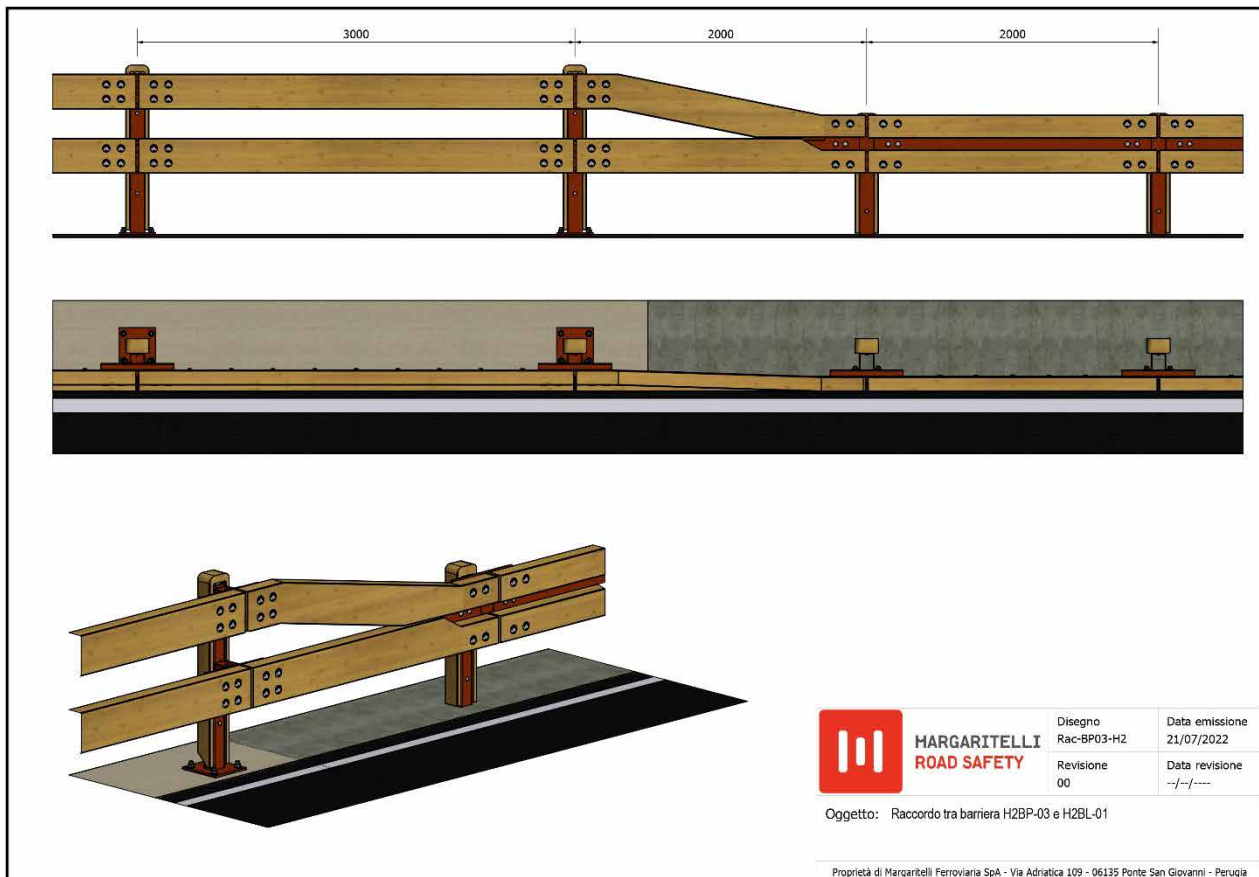 3000
2000
2000
MARGARITELLI
ROAD SAFETY
Disegno
Rac-BP03-H2
Data emissione
21/07/2022
Revisione
00
Data revisione
--/--/----
Oggetto: Raccordo tra barriera H2BP-03 e H2BL-01
Proprietà di Margaritelli Ferroviaria SpA - Via Adriatica 109 - 06135 Ponte San Giovanni - Perugia